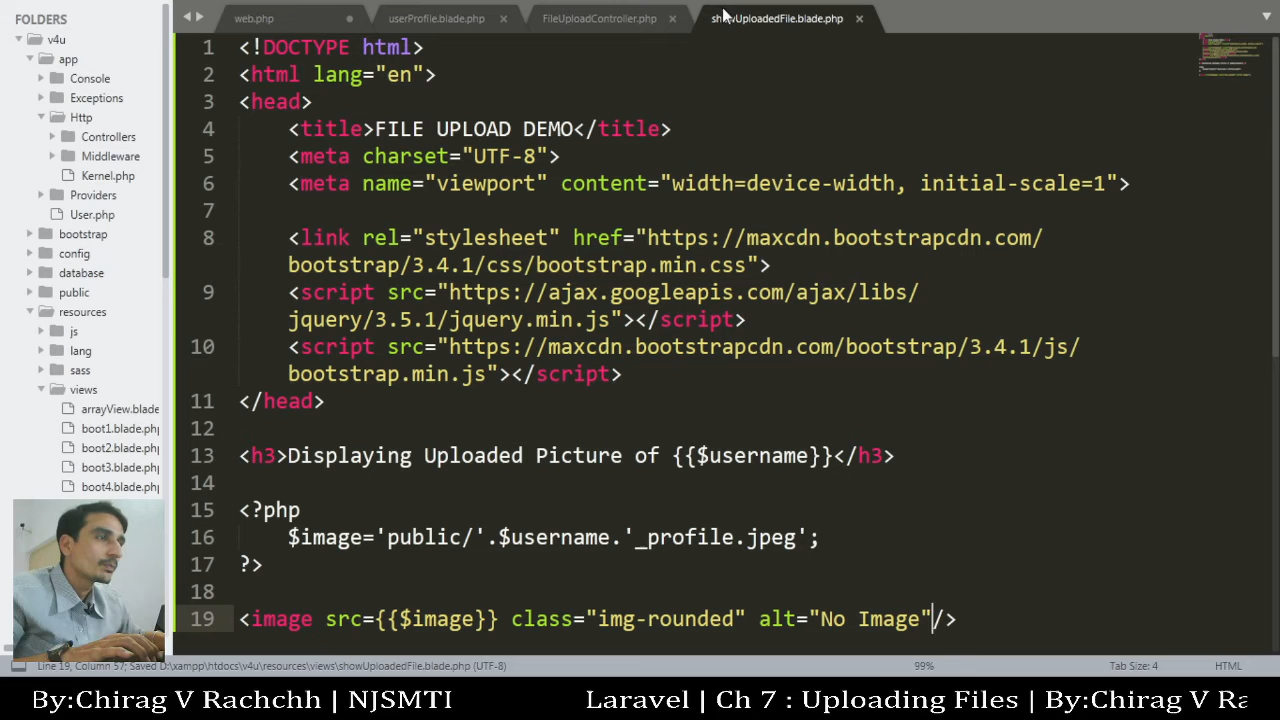 FOLDERS
v4u
app
Console
Exceptions
Http
Controllers
Middleware
Kernel.php
Providers
User.php
bootstrap
config
database
public
resources
js
lang
sass
views
arrayView.blade
boot1.blade.ph
boot2.blade.ph
boot3.blade.ph
boot4.blade.ph
web.php
userProfile.blade.php
FileUploadController.php
showUploadedFile.blade.php
1 <!DOCTYPE html>
2 <html lang="en">
3 <head>
4 <title>FILE UPLOAD DEMO</title>
5 <meta charset="UTF-8">
6 <meta name="viewport" content="width=device-width, initial-scale=1">
7
8 <link rel="stylesheet" href="https://maxcdn.bootstrapcdn.com/
bootstrap/3.4.1/css/bootstrap.min.css">
9 <script src="https://ajax.googleapis.com/ajax/libs/
jquery/3.5.1/jquery.min.js"></script>
10 <script src="https://maxcdn.bootstrapcdn.com/bootstrap/3.4.1/js/
bootstrap.min.js"></script>
11 </head>
12
13 <h3>Displaying Uploaded Picture of {{$username}}</h3>
14
15 <?php
16 $image='public/'.$username.'_profile.jpeg';
17 ?>
18
19 <image src={{$image}} class="img-rounded" alt="No Image"/>
Line 19, Column 57; Saved D:\xampp\htdocs\v4u\resources\views\showUploadedFile.blade.php (UTF-8)
99%
Tab Size: 4
HTML
By:Chirag V Rachchh | NJSMTI
Laravel | Ch 7 : Uploading Files | By:Chirag V Ra